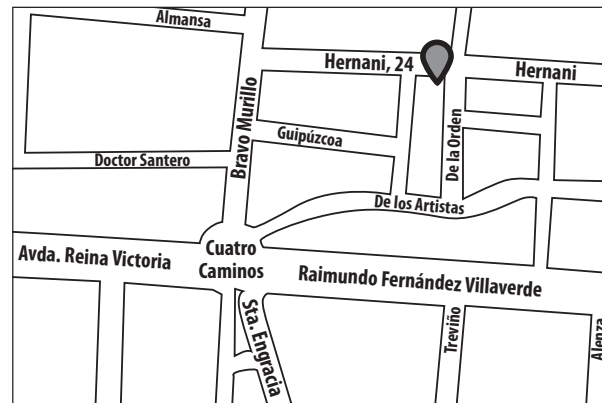 Almansa
Hernani, 24
Hernani
Bravo Murillo
Guipúzcoa
De la Orden
Doctor Santero
De los Artistas
Avda. Reina Victoria
Cuatro
Caminos
Raimundo Fernández Villaverde
Sta. Engracia
Treviño
Alenza